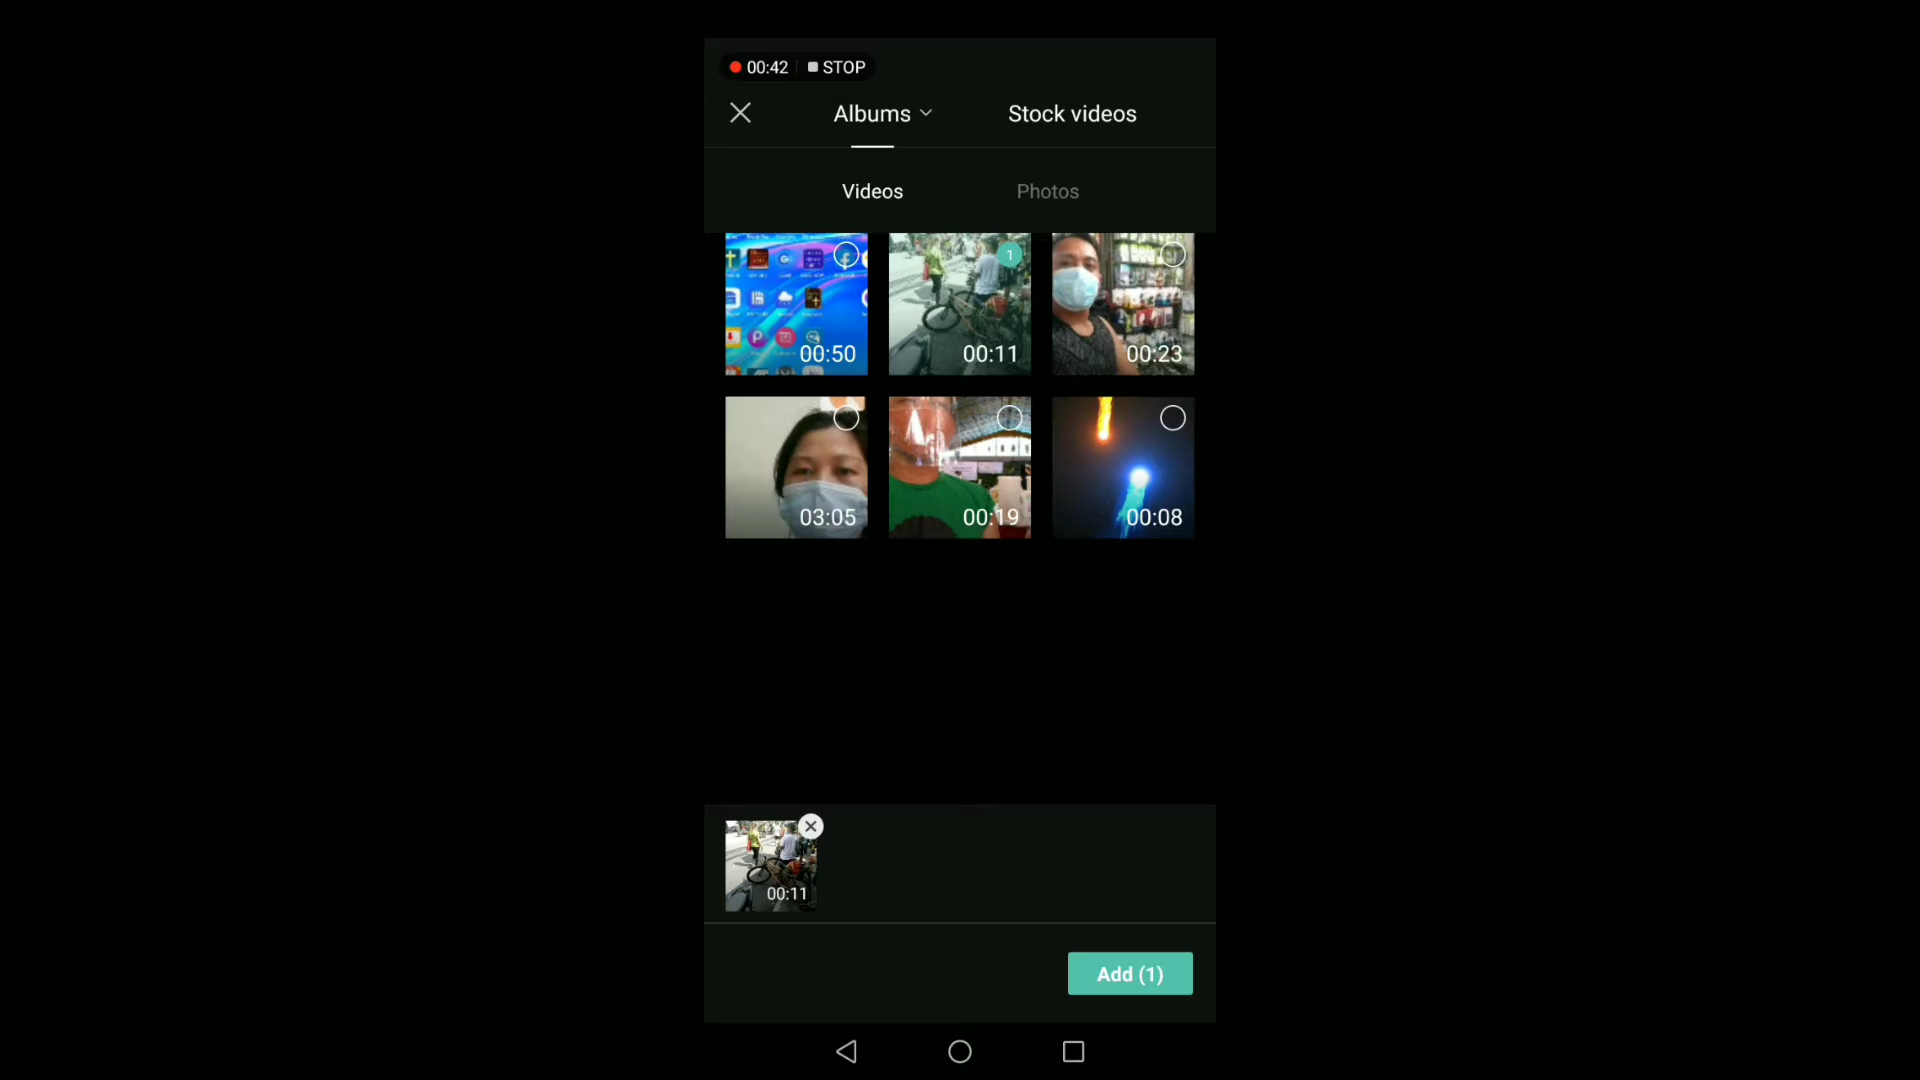 00:42 STOP
Albums Stock videos
Videos Photos
1
00:50 00:11 00:23
03:05 00:19 00:08
00:11
Add (1)